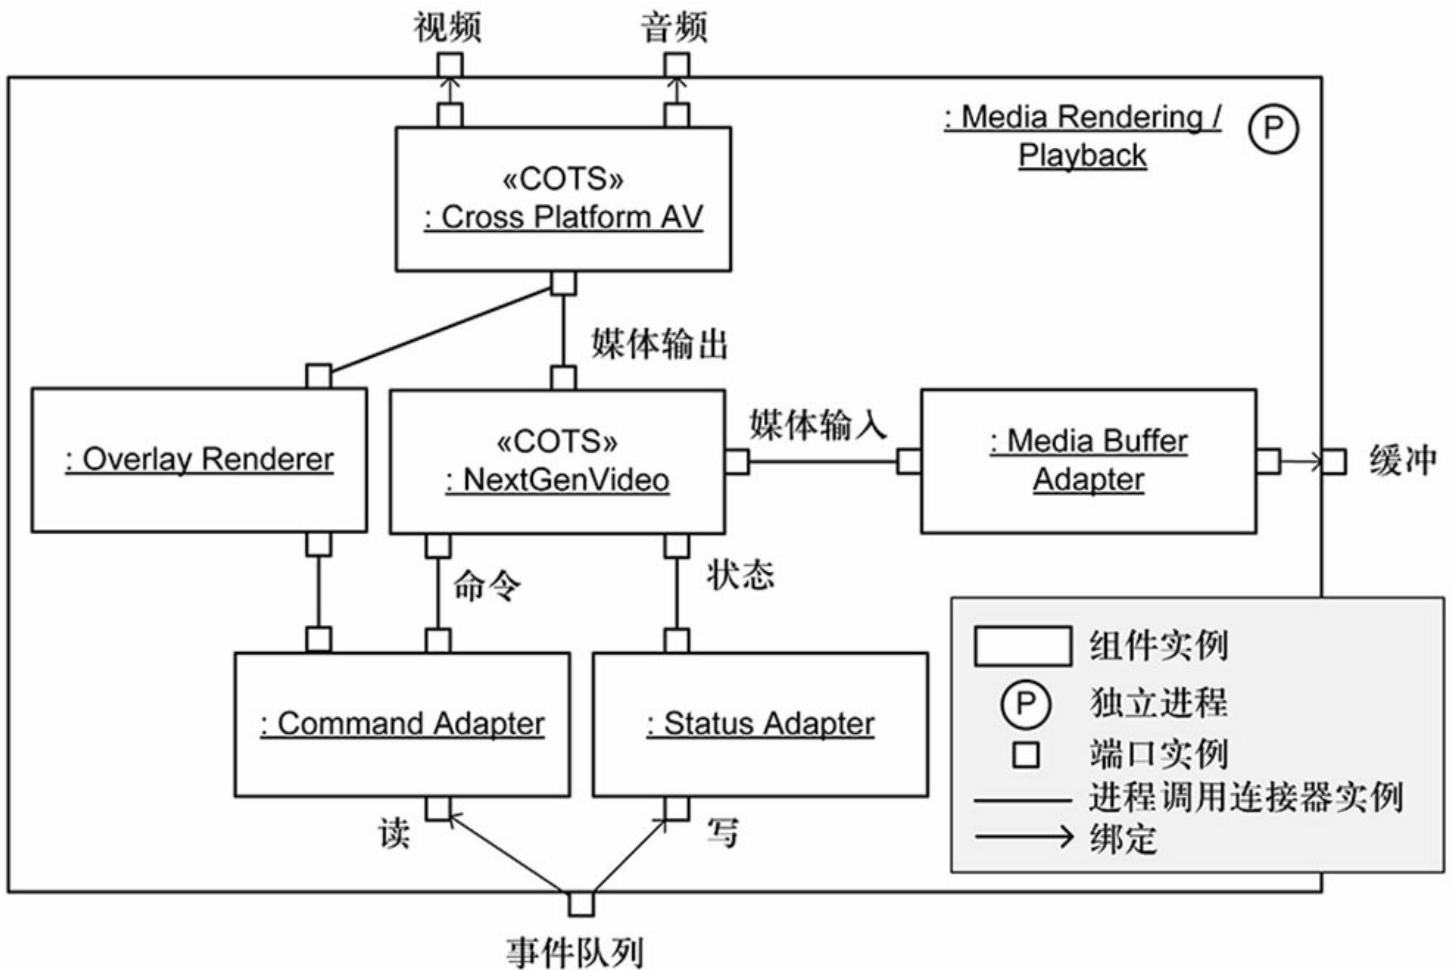 视频
音频
: Media Rendering /
Playback
P
«COTS»
: Cross Platform AV
媒体输出
: Overlay Renderer
«COTS»
: NextGenVideo
媒体输入
: Media Buffer
Adapter
缓冲
命令
状态
: Command Adapter
: Status Adapter
读
写
事件队列
组件实例
P
独立进程
端口实例
进程调用连接器实例
绑定